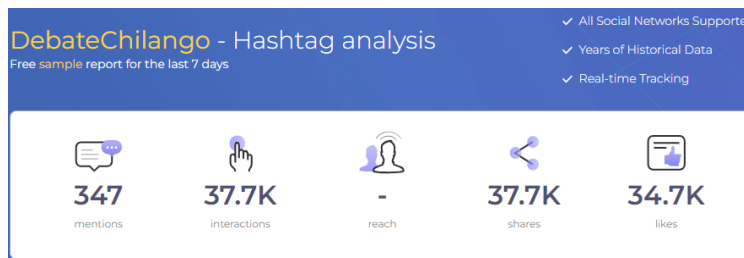 DebateChilango - Hashtag analysis
Free sample report for the last 7 days
✓ All Social Networks Supporte
✓ Years of Historical Data
✓ Real-time Tracking
347
mentions
37.7K
interactions
-
reach
37.7K
shares
34.7K
likes